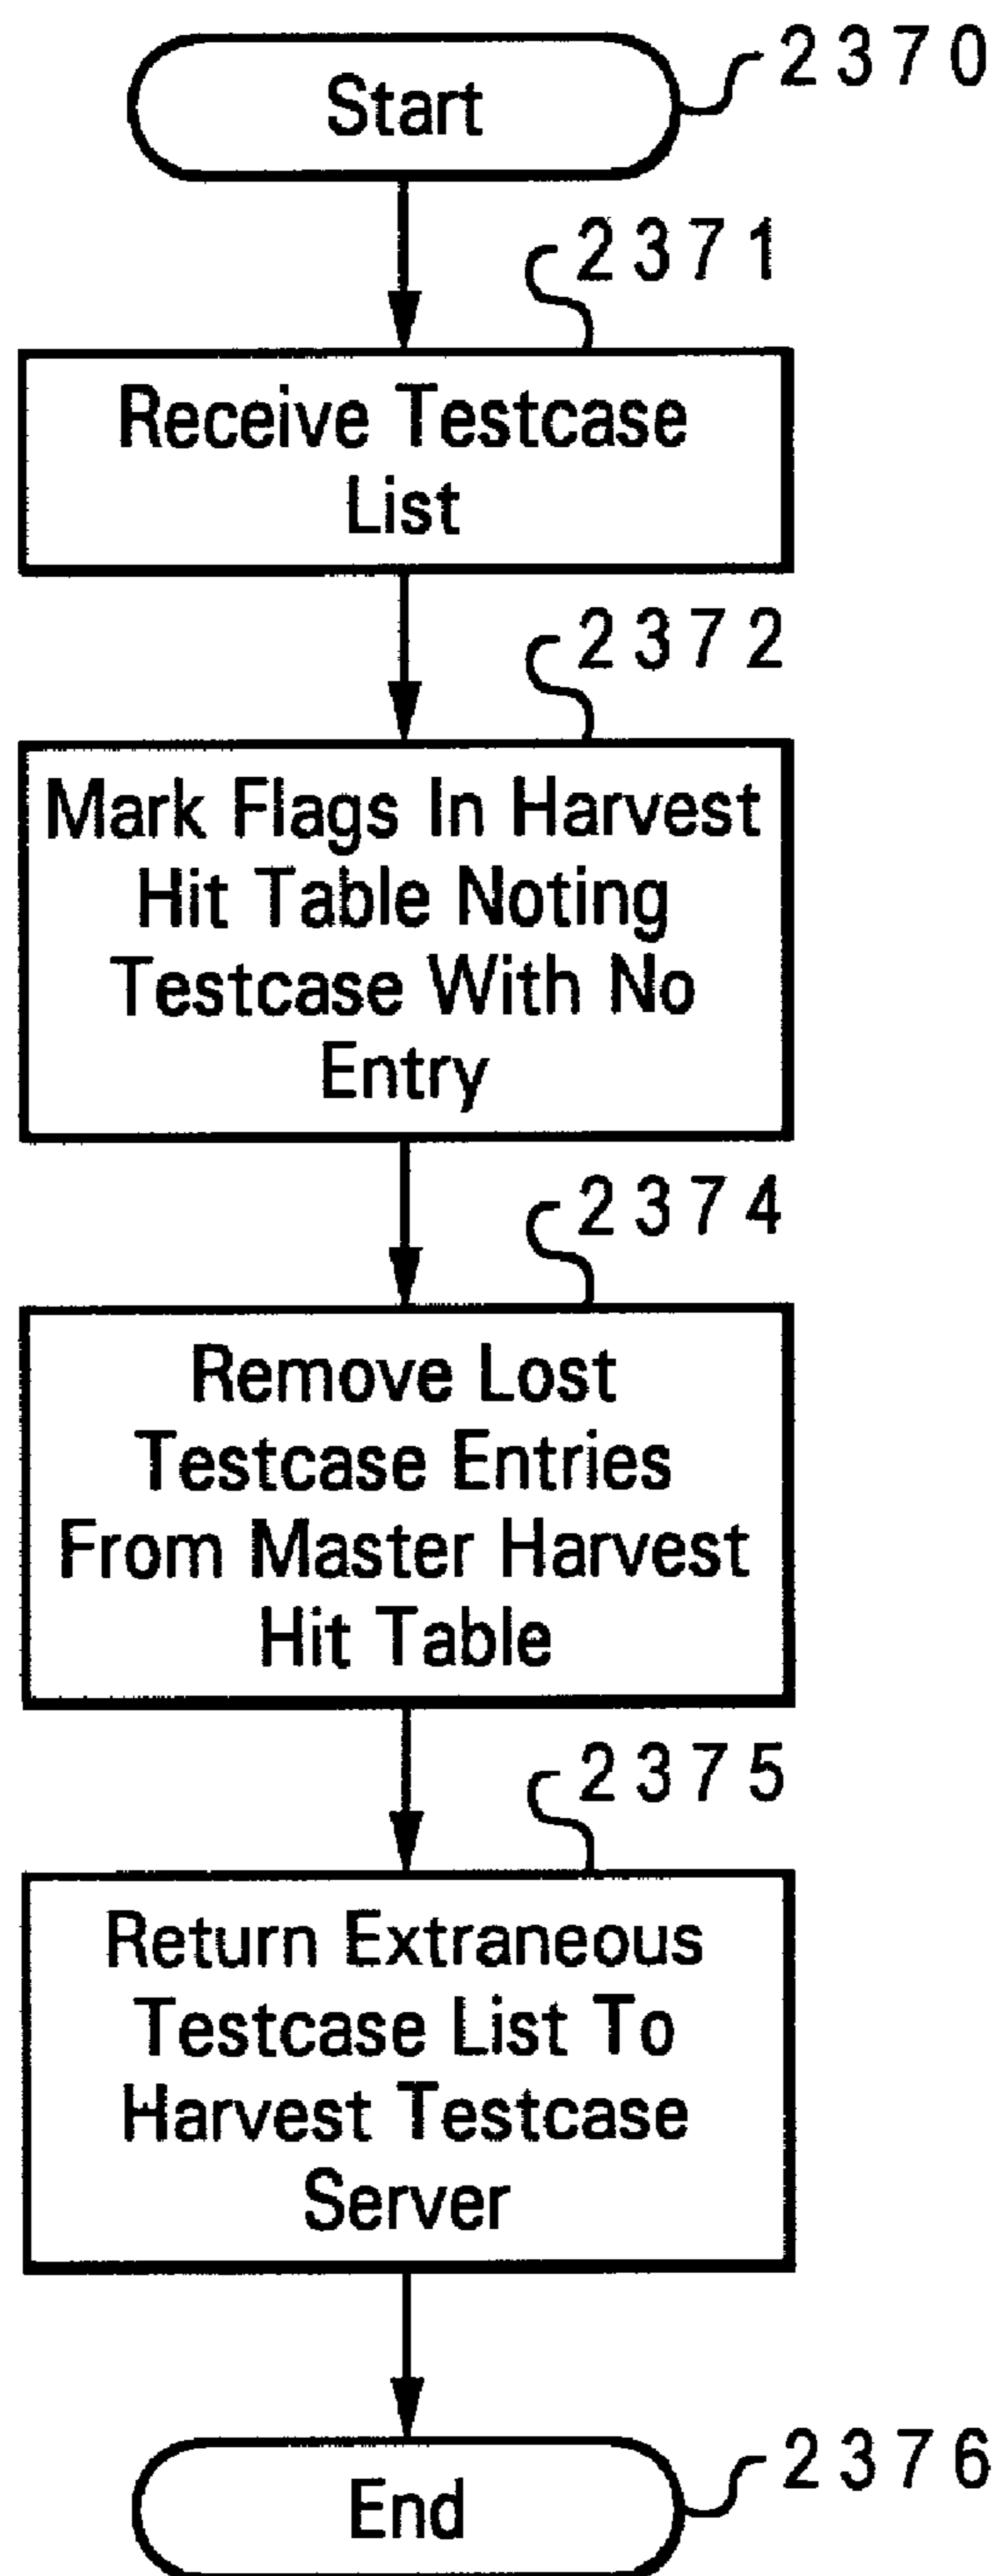 Start
2370
2371
Receive Testcase
List
2372
Mark Flags In Harvest
Hit Table Noting
Testcase With No
Entry
2374
Remove Lost
Testcase Entries
From Master Harvest
Hit Table
2375
Return Extraneous
Testcase List To
Harvest Testcase
Server
End
2376